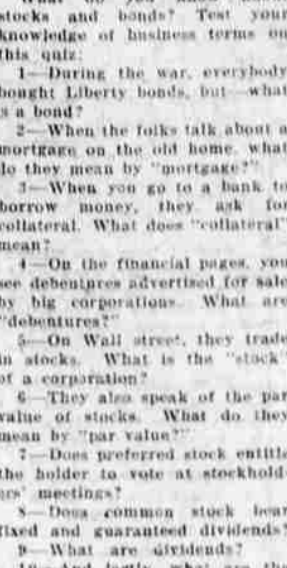 stocks and bonds? Test your
knowledge of business terms on
this quiz:
1—During the war, everybody
bought Liberty bonds, but what
s a bond?
2—When the folks talk about a
mortgage on the old home, what
do they mean by "mortgage?"
3—When you go to a bank to
borrow money, they ask for
collateral. What does "collateral"
mean?
4—On the financial pages, you
see debentures advertised for sale
by big corporations. What are
"debentures?"
5—On Wall street, they trade
in stocks. What is the "stock"
of a corporation?
6—They also speak of the par
value of stocks. What do they
mean by "par value?"
7—Does preferred stock entitle
the holder to vote at stockhold-
ers' meetings?
8—Does common stock bear
fixed and guaranteed dividends?
9—What are dividends?
10—And lastly, what are the